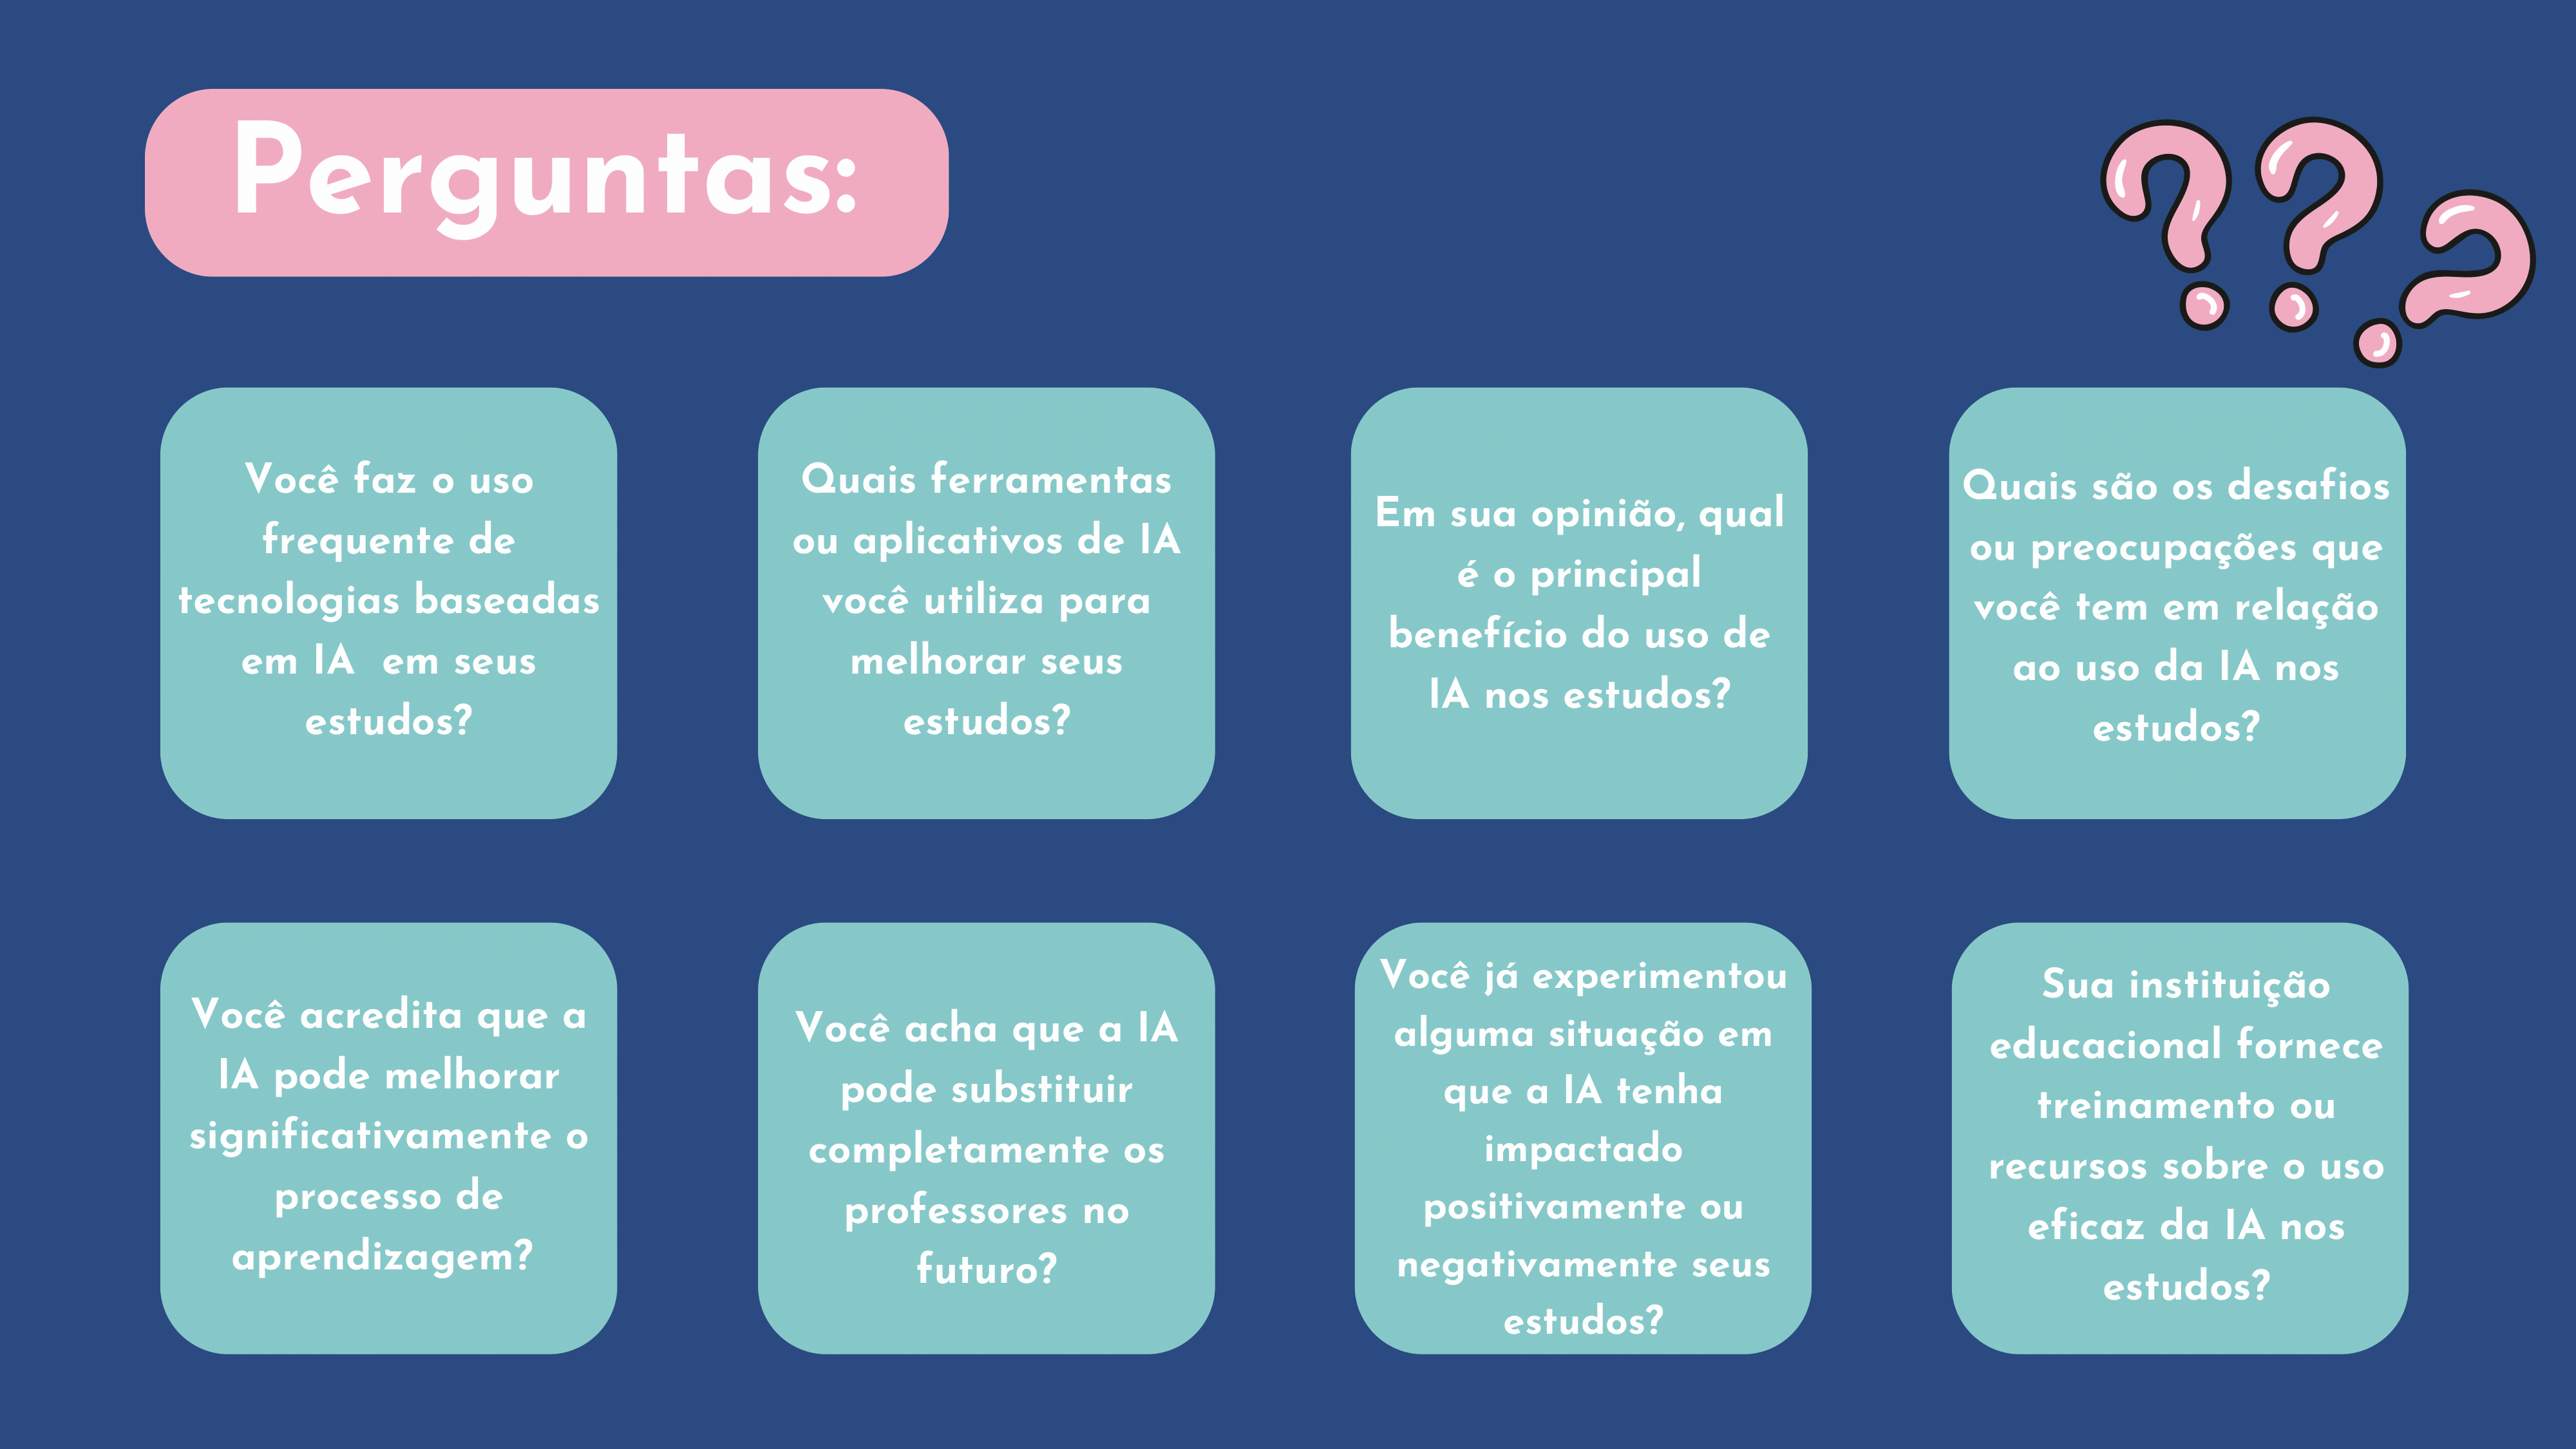 Perguntas:
Você faz o uso
frequente de
tecnologias baseadas
em IA  em seus
estudos?
Quais ferramentas
ou aplicativos de IA
você utiliza para
melhorar seus
estudos?
Em sua opinião, qual
é o principal
benefício do uso de
IA nos estudos?
Quais são os desafios
ou preocupações que
você tem em relação
ao uso da IA nos
estudos?
Você acredita que a
IA pode melhorar
significativamente o
processo de
aprendizagem?
Você acha que a IA
pode substituir
completamente os
professores no
futuro?
Você já experimentou
alguma situação em
que a IA tenha
impactado
positivamente ou
negativamente seus
estudos?
Sua instituição
educacional fornece
treinamento ou
recursos sobre o uso
eficaz da IA nos
estudos?